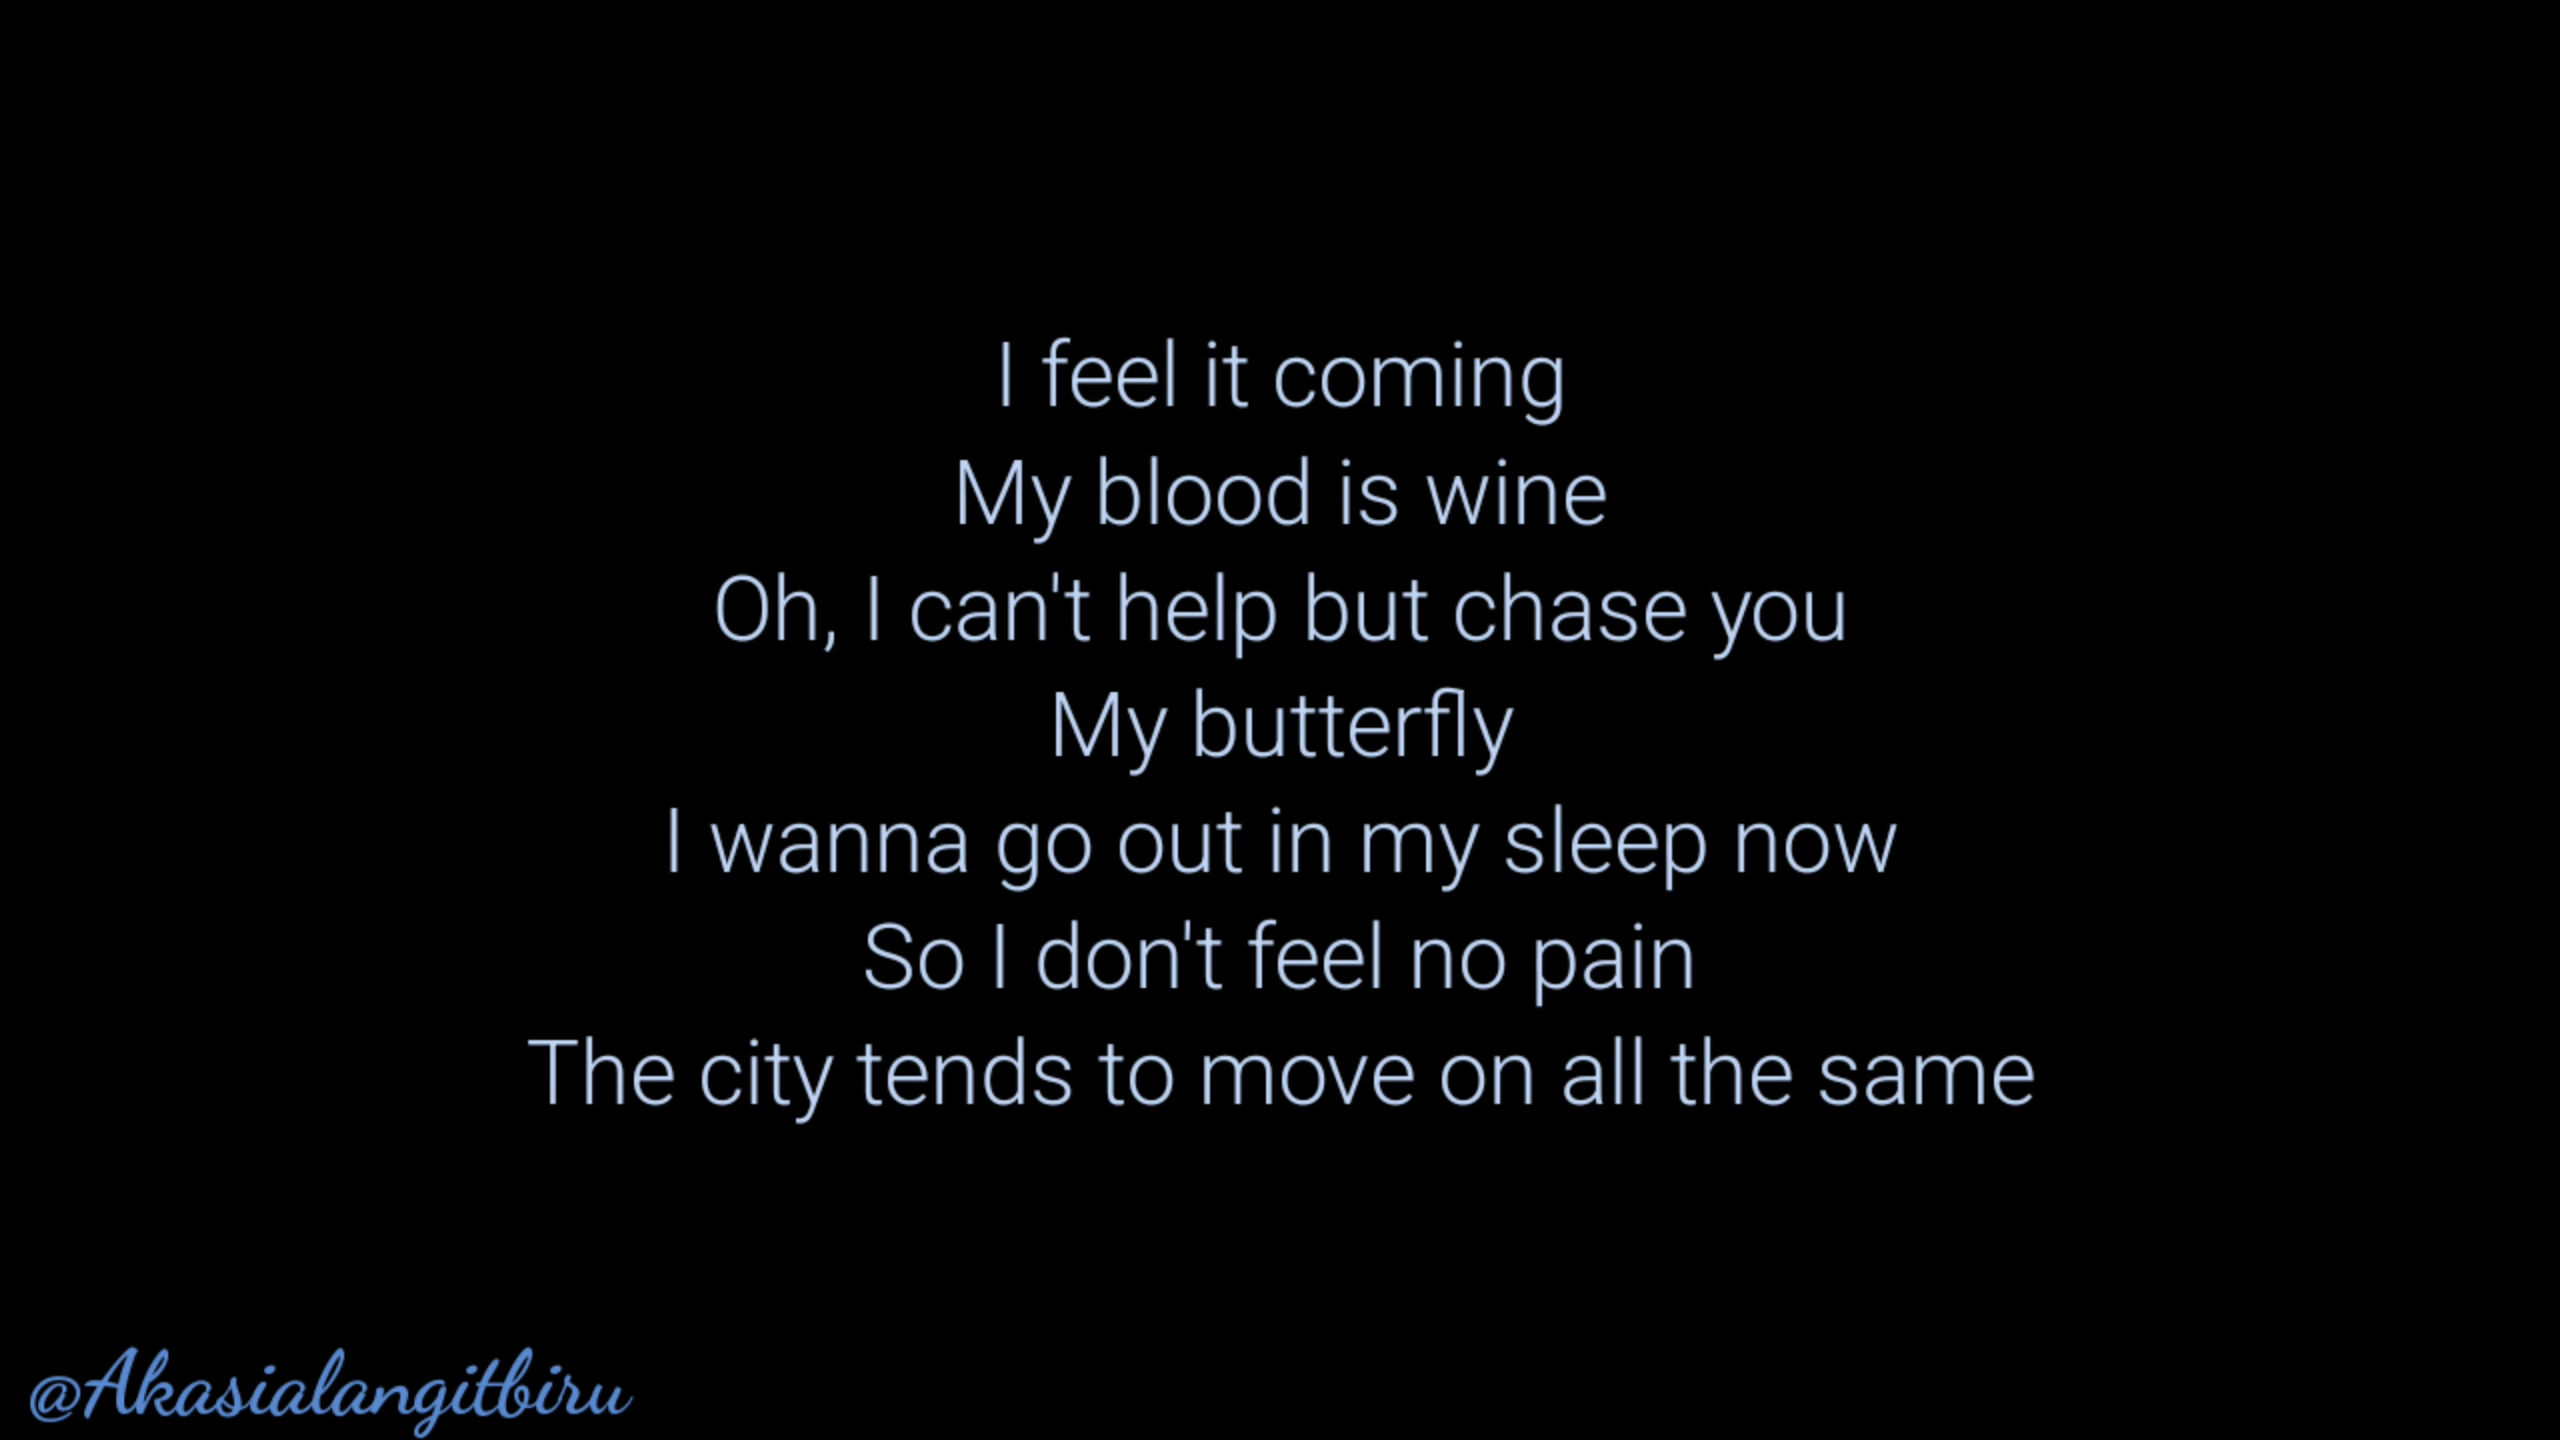 I feel it coming
My blood is wine
Oh, I can't help but chase you
My butterfly
I wanna go out in my sleep now
So I don't feel no pain
The city tends to move on all the same
@Akasialangitbiru